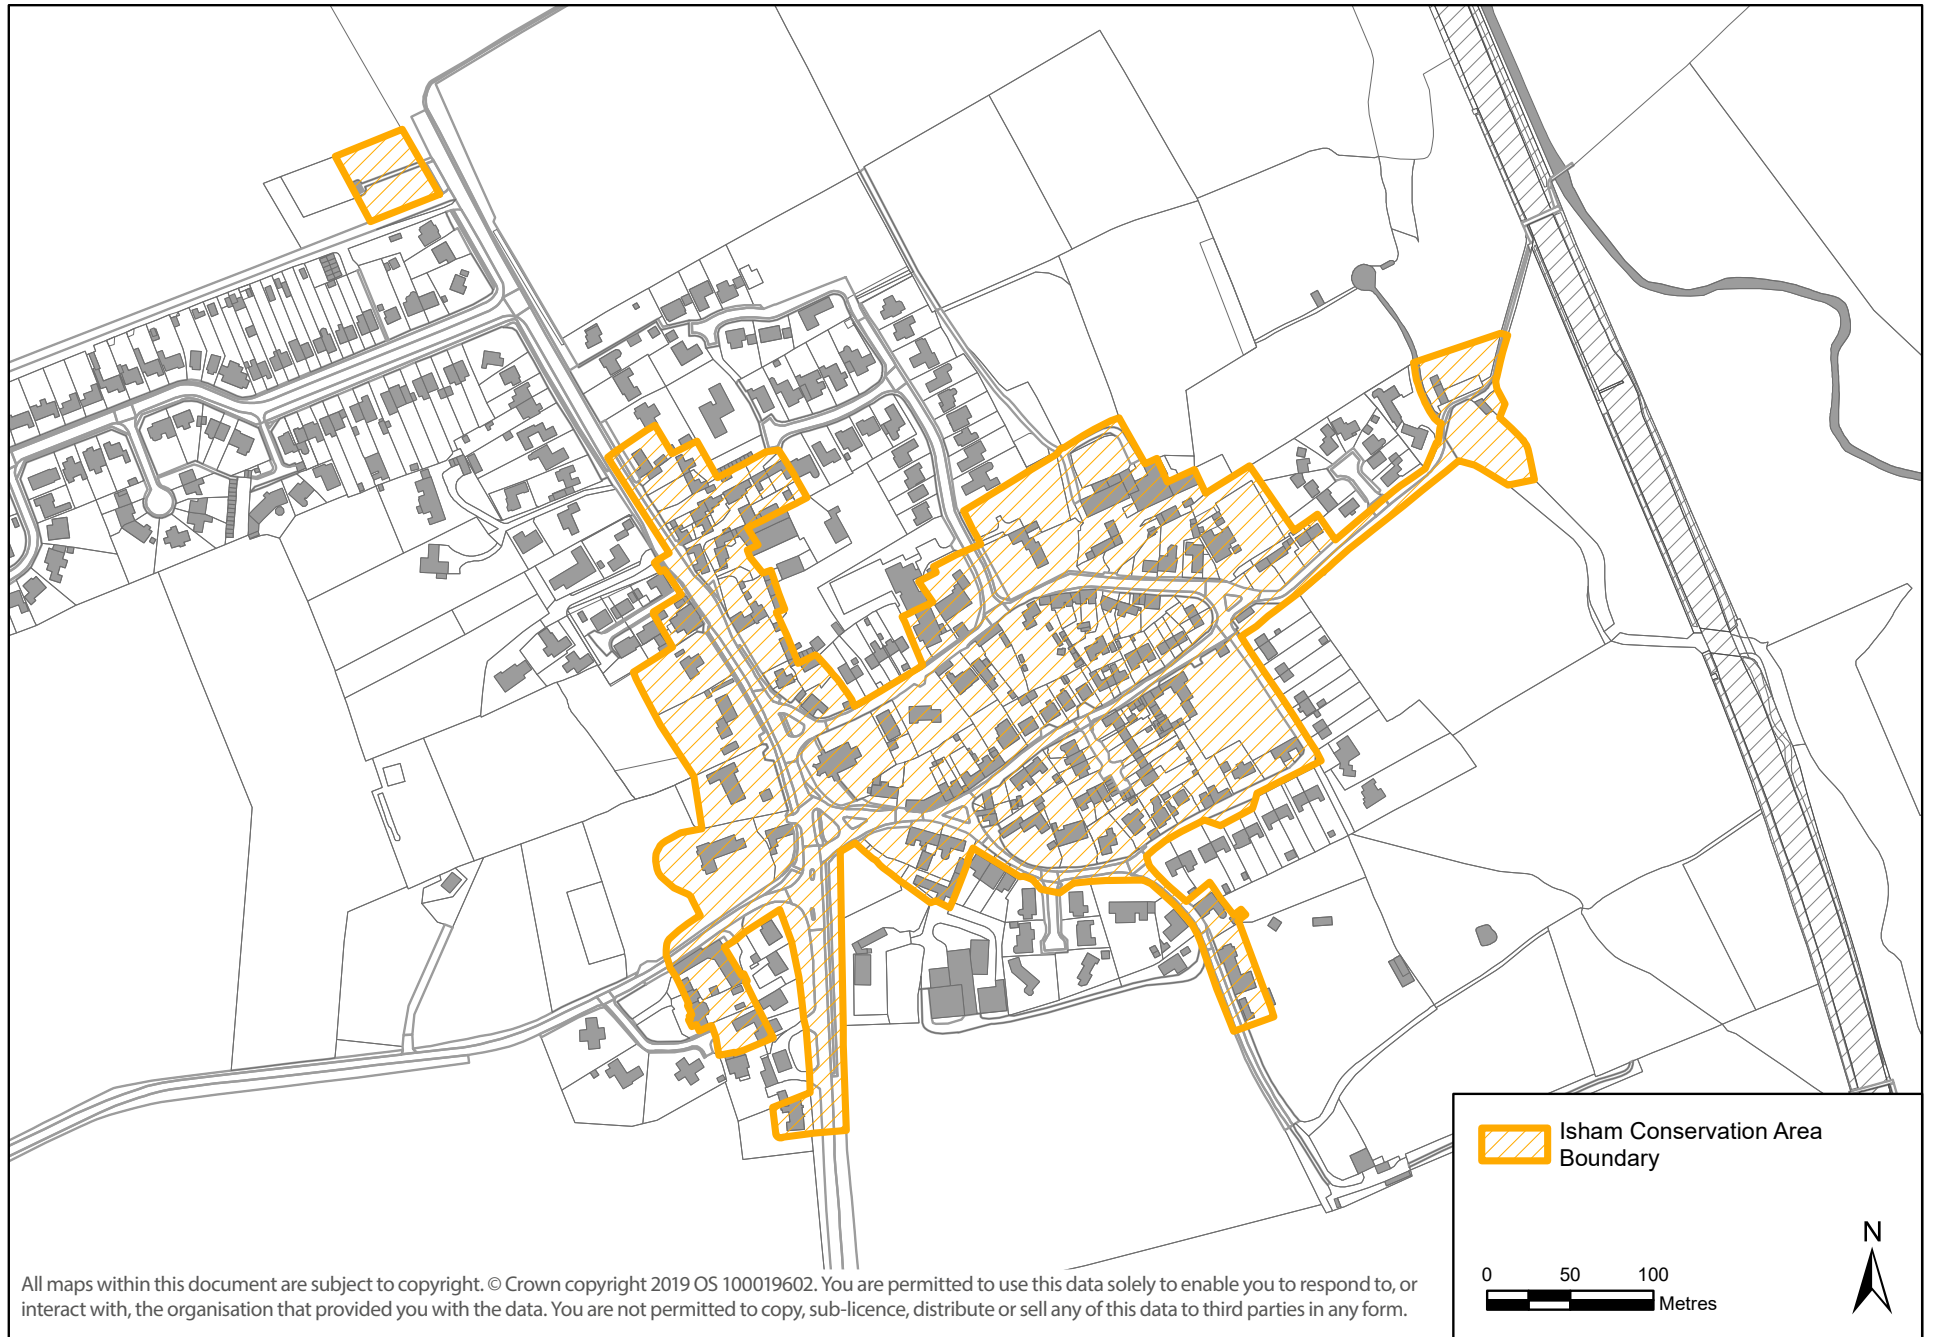 Isham Conservation Area
Boundary
N
0 50 100
Metres
All maps within this document are subject to copyright. © Crown copyright 2019 OS 100019602. You are permitted to use this data solely to enable you to respond to, or
interact with, the organisation that provided you with the data. You are not permitted to copy, sub-licence, distribute or sell any of this data to third parties in any form.